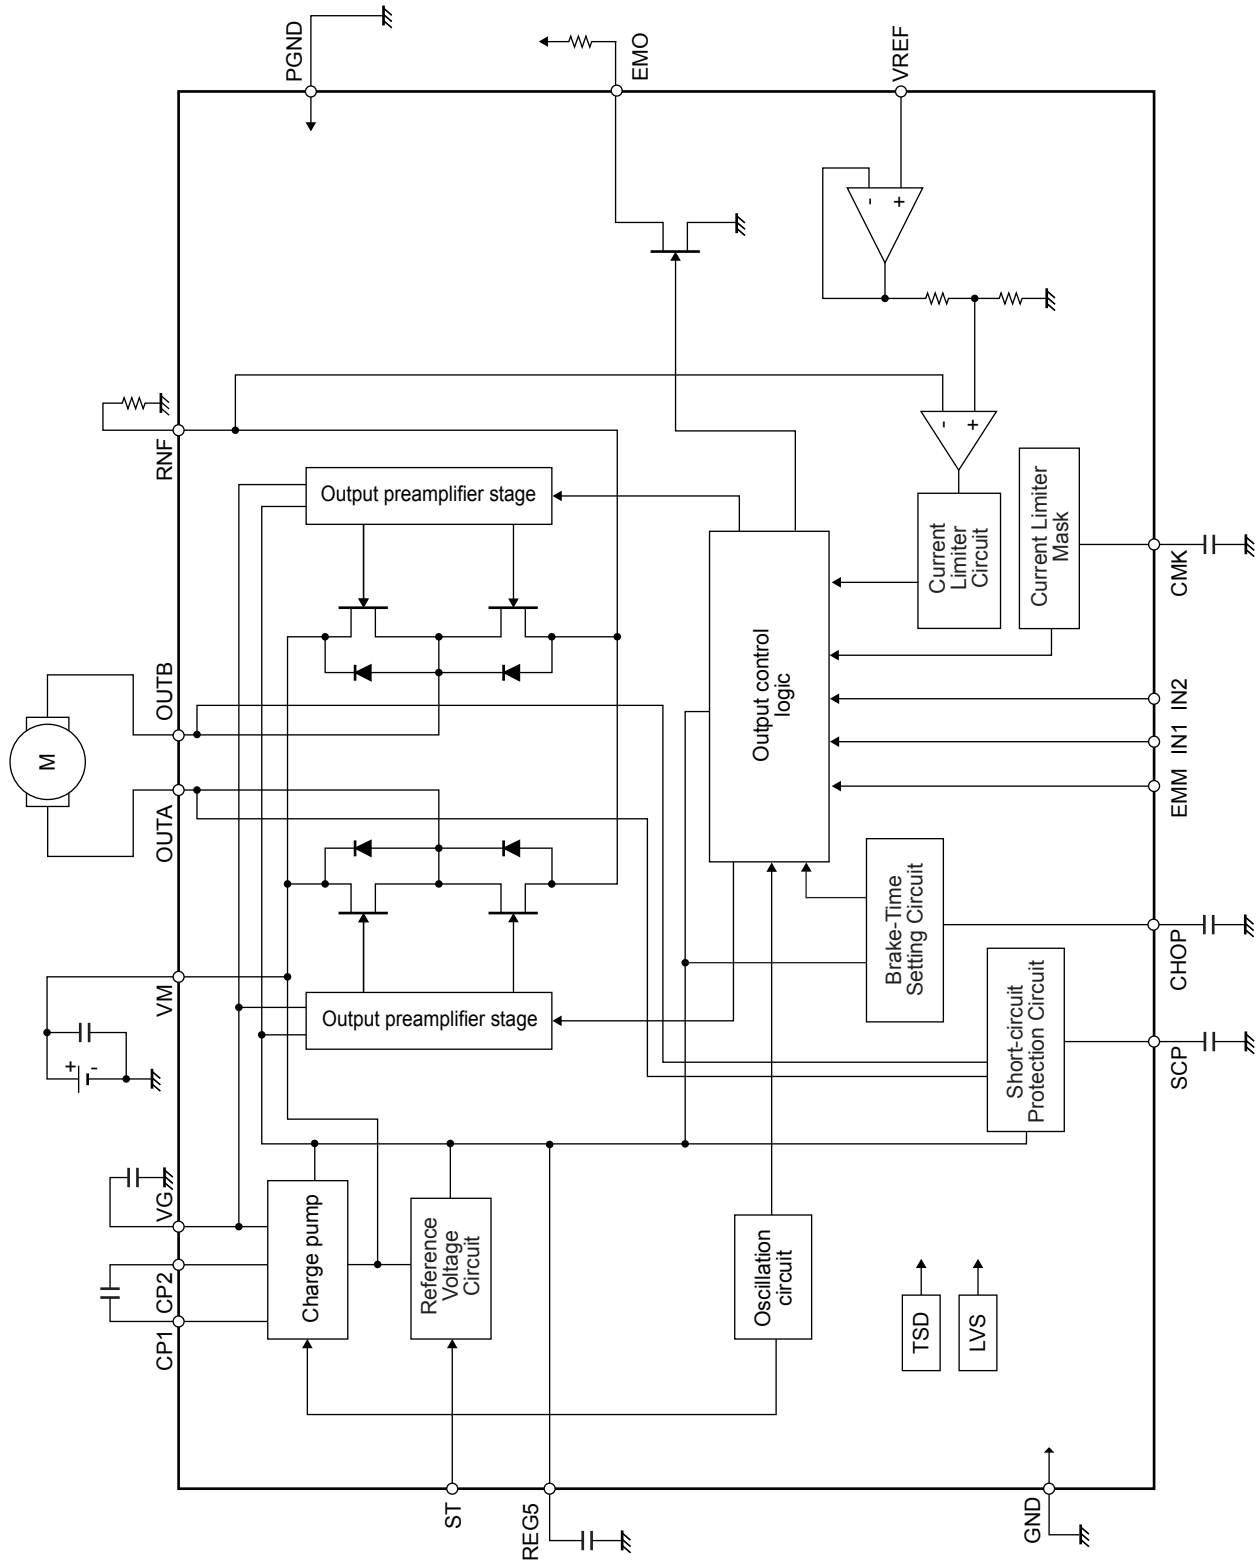 CP1
CP2
VG
VM
OUTA
OUTB
RNF
PGND
+
-
M
Charge pump
Reference
Voltage
Circuit
Output preamplifier stage
Output preamplifier stage
ST
REG5
EMO
Oscillation
circuit
Output control
logic
TSD
LVS
Brake-Time
Setting Circuit
Short-circuit
Protection Circuit
Current
Limiter
Circuit
Current Limiter
Mask
-
+
-
+
VREF
GND
SCP
CHOP
EMM
IN1
IN2
CMK